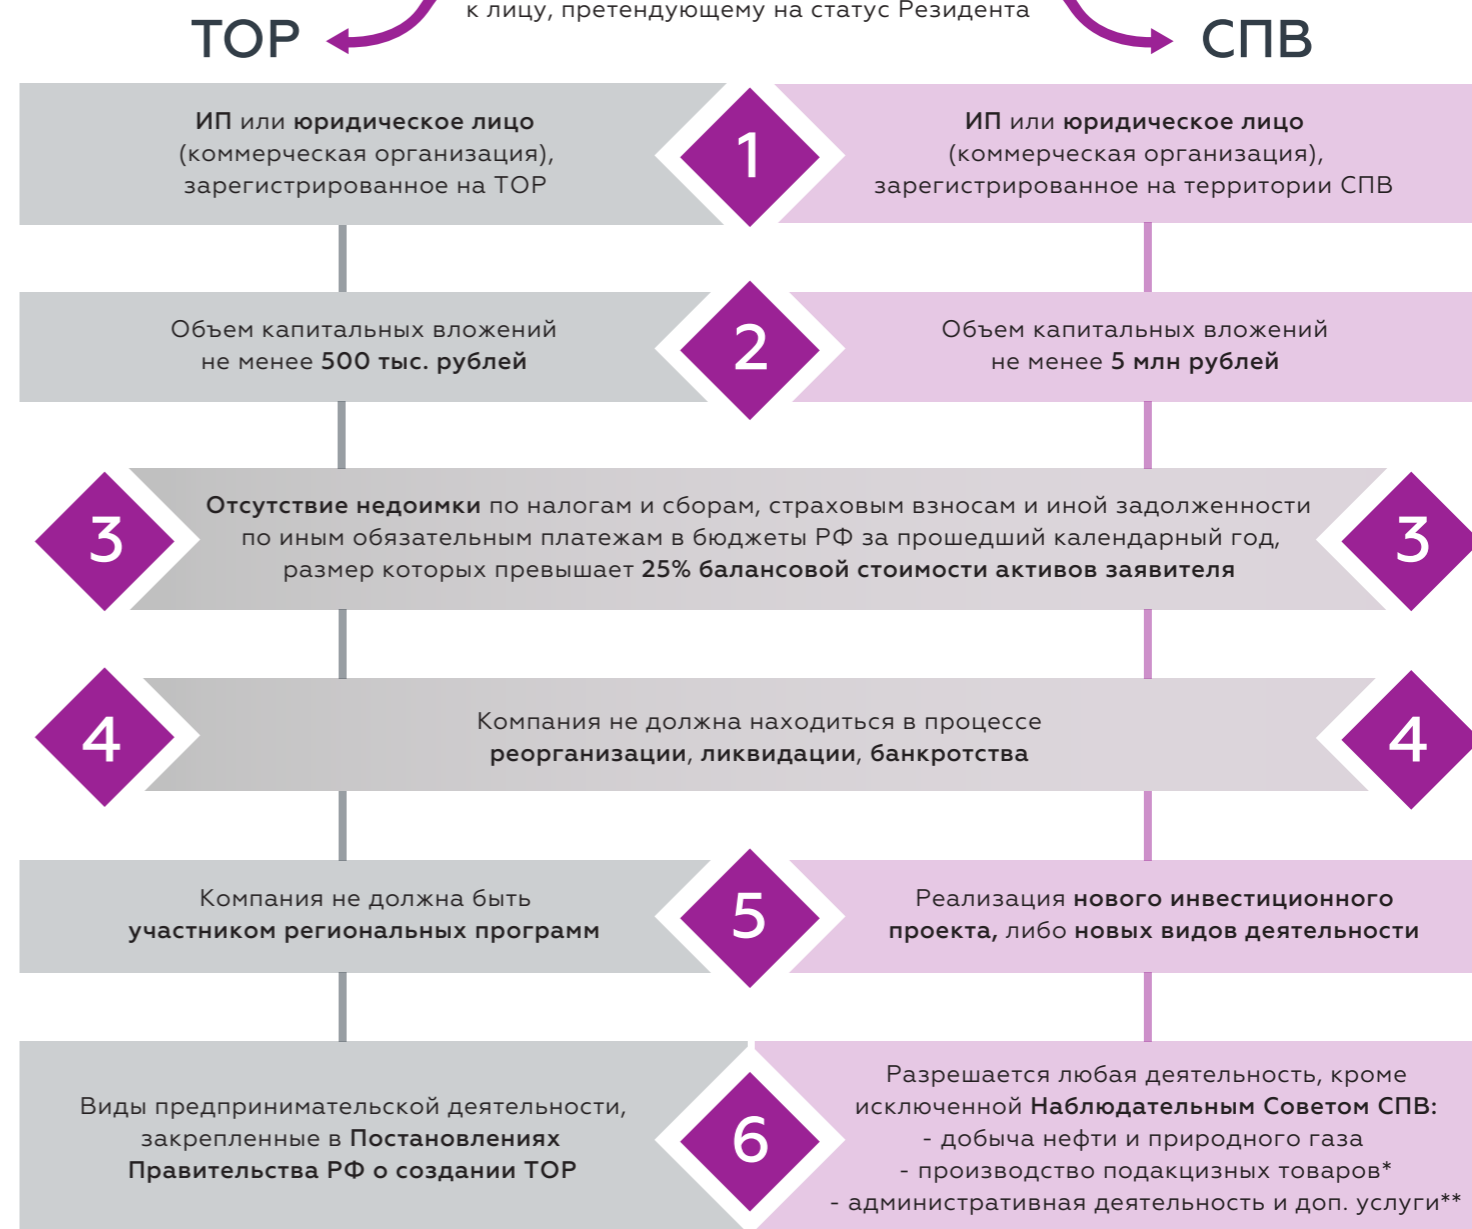 к лицу, претендующему на статус Резидента
ТОР
СПВ
ИП или юридическое лицо
(коммерческая организация),
зарегистрированное на ТОР
1
ИП или юридическое лицо
(коммерческая организация),
зарегистрированное на территории СПВ
Объем капитальных вложений
не менее 500 тыс. рублей
2
Объем капитальных вложений
не менее 5 млн рублей
3
Отсутствие недоимки по налогам и сборам, страховым взносам и иной задолженности
по иным обязательным платежам в бюджеты РФ за прошедший календарный год,
размер которых превышает 25% балансовой стоимости активов заявителя
3
4
Компания не должна находиться в процессе
реорганизации, ликвидации, банкротства
4
Компания не должна быть
участником региональных программ
5
Реализация нового инвестиционного
проекта, либо новых видов деятельности
Виды предпринимательской деятельности,
закрепленные в Постановлениях
Правительства РФ о создании ТОР
6
Разрешается любая деятельность, кроме
исключенной Наблюдательным Советом СПВ:
- добыча нефти и природного газа
- производство подакцизных товаров*
- административная деятельность и доп. услуги**